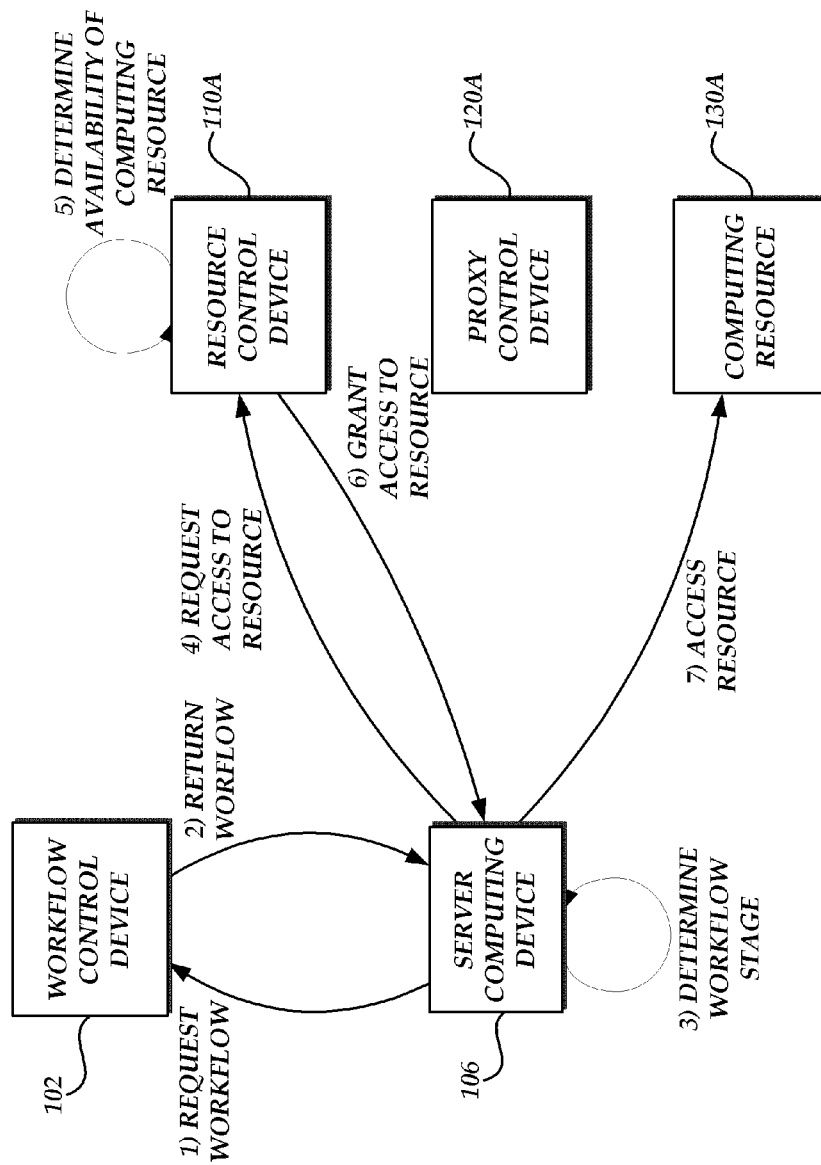 WORKFLOW
CONTROL
DEVICE
102
1) REQUEST
WORKFLOW
2) RETURN
WORFLOW
SERVER
COMPUTING
DEVICE
106
3) DETERMINE
WORKFLOW
STAGE
4) REQUEST
ACCESS TO
RESOURCE
5) DETERMINE
AVAILABILITY OF
COMPUTING
RESOURCE
RESOURCE
CONTROL
DEVICE
110A
6) GRANT
ACCESS TO
RESOURCE
PROXY
CONTROL
DEVICE
120A
7) ACCESS
RESOURCE
COMPUTING
RESOURCE
130A